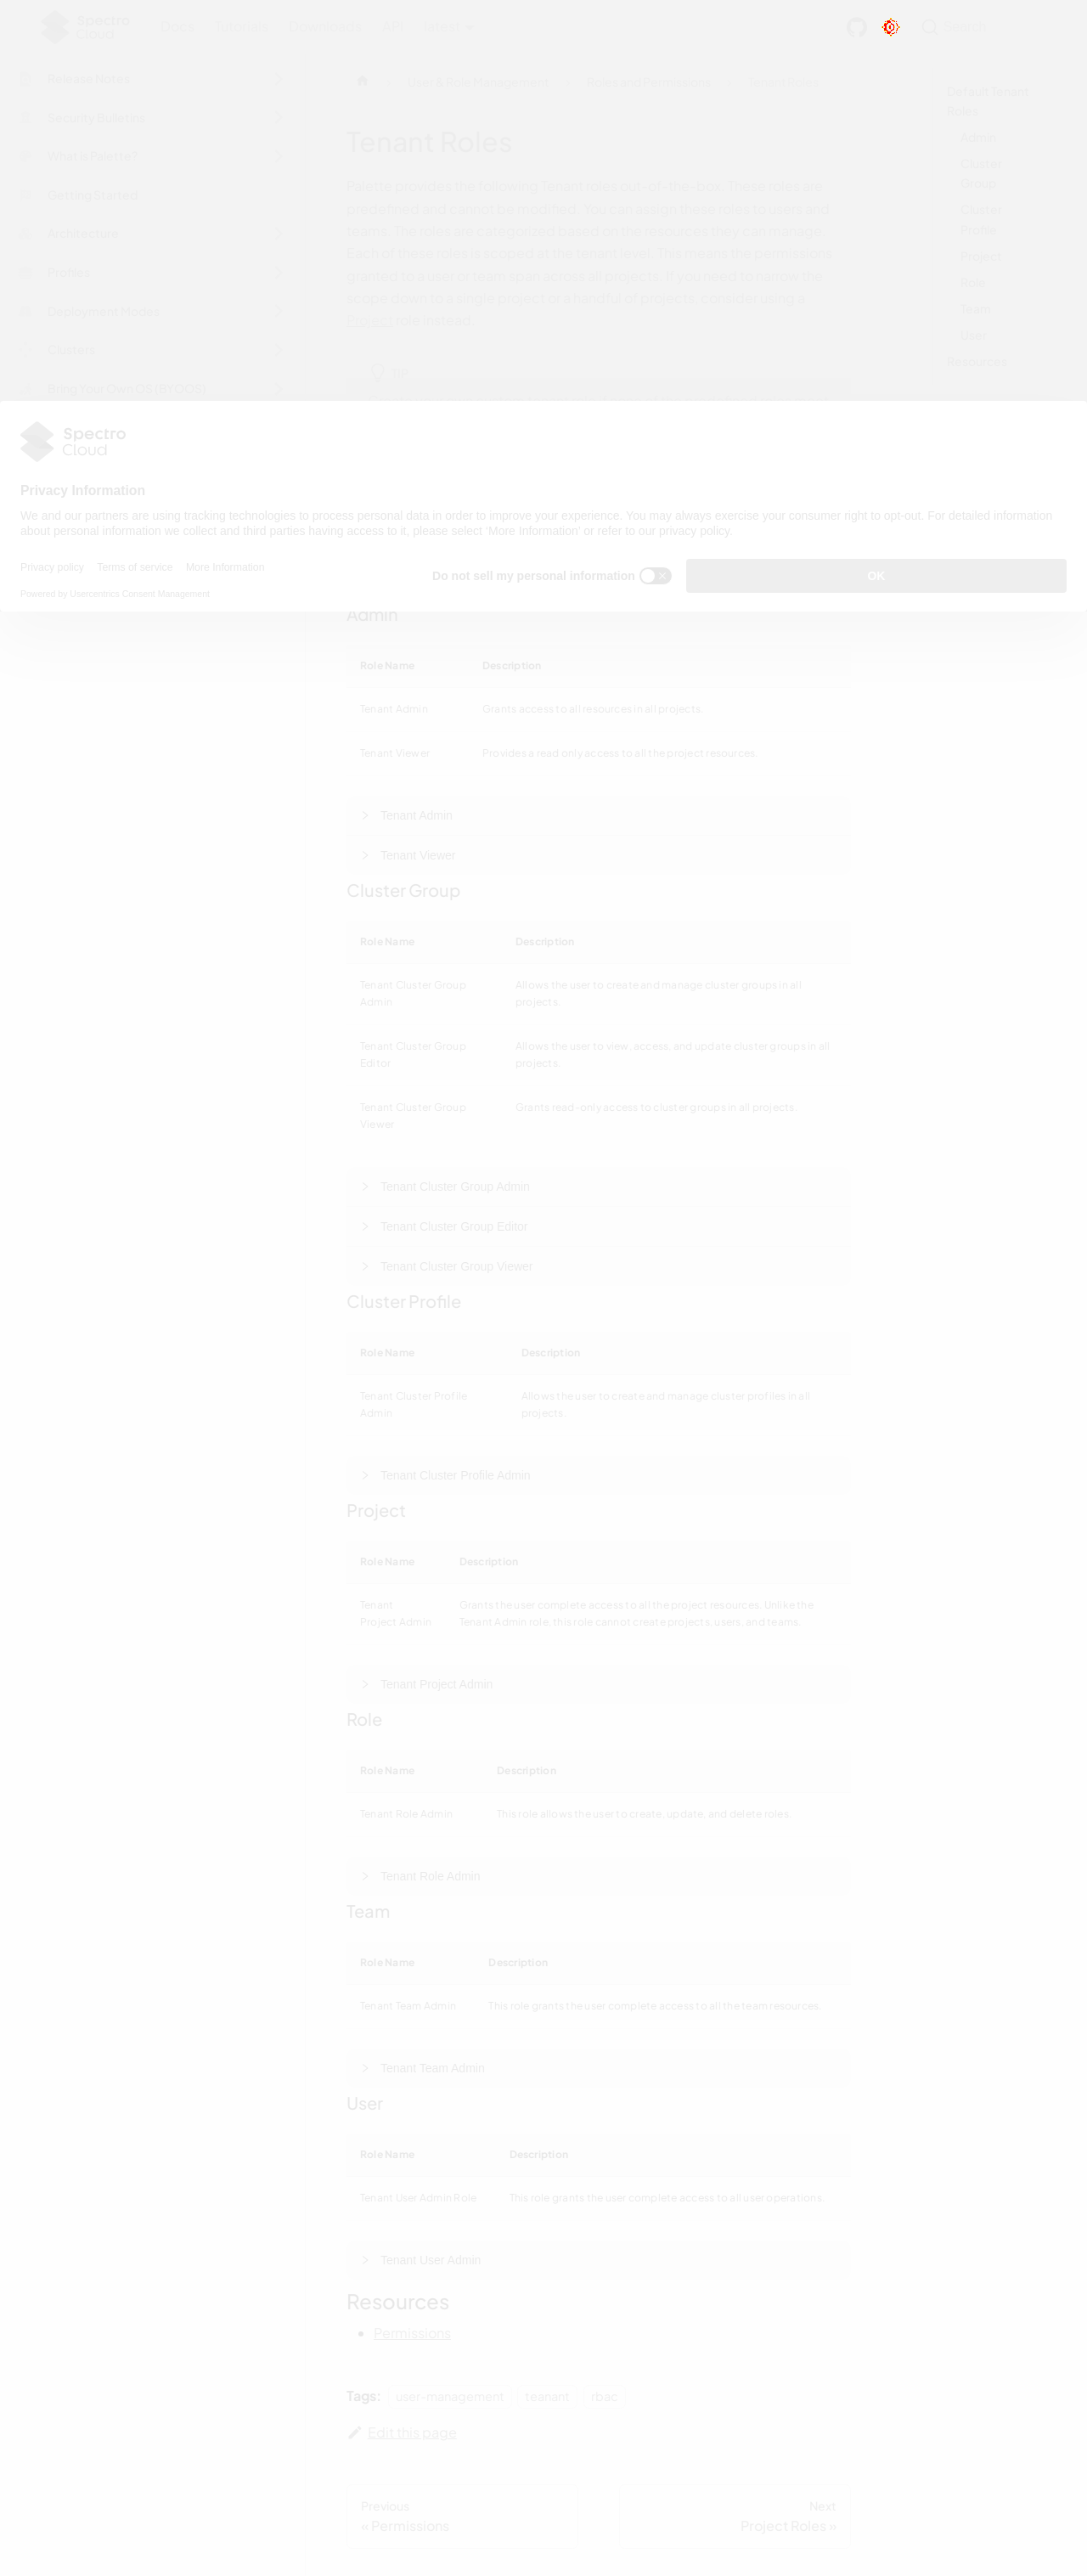 Spectro
Cloud
Docs Tutorials Downloads API
Search
Release Notes
Security Bulletins
What is Palette?
Getting Started
Architecture
Profiles
Deployment Modes
Clusters
Bring Your Own OS (BYOOS)
User & Role Management
Roles and Permissions
Tenant Roles
Tenant Roles
Palette provides the following Tenant roles out-of-the-box. These roles are
predefined and cannot be modified. You can assign these roles to users and
teams. The roles are categorized based on the resources they can manage.
Each of these roles is scoped at the tenant level. This means the permissions
granted to a user or team span across all projects. If you need to narrow the
scope down to a single project or a handful of projects, consider using a
project role instead.
Default Tenant
Roles
Admin
Cluster
Group
Cluster
Profile
Project
Role
Team
User
Resources
Spectro
Cloud
Privacy Information
We and our partners are using tracking technologies to process personal data in order to improve your experience. You may always exercise your consumer right to opt-out. For detailed information
about personal information we collect and third parties having access to it, please select 'More Information' or refer to our privacy policy.
Privacy policy Terms of service More Information
Do not sell my personal information
OK
Powered by Usercentrics Consent Management
Admin
Role Name Description
Tenant Admin Grants access to all resources in all projects.
Tenant Viewer Provides a read only access to all the project resources.
Tenant Admin
Tenant Viewer
Cluster Group
Role Name Description
Tenant Cluster Group Allows the user to create and manage cluster groups in all
Admin projects.
Tenant Cluster Group Allows the user to view, access, and update cluster groups in all
Editor projects.
Tenant Cluster Group Grants read-only access to cluster groups in all projects.
Viewer
Tenant Cluster Group Admin
Tenant Cluster Group Editor
Tenant Cluster Group Viewer
Cluster Profile
Role Name Description
Tenant Cluster Profile Allows the user to create and manage cluster profiles in all
Admin projects.
Tenant Cluster Profile Admin
Project
Role Name Description
Tenant Grants the user complete access to all the project resources. Unlike the
Project Admin Tenant Admin role, this role cannot create projects, users, and teams.
Tenant Project Admin
Role
Role Name Description
Tenant Role Admin This role allows the user to create, update, and delete roles.
Tenant Role Admin
Team
Role Name Description
Tenant Team Admin This role grants the user complete access to all the team resources.
Tenant Team Admin
User
Role Name Description
Tenant User Admin Role This role grants the user complete access to all user operations.
Tenant User Admin
Resources
Permissions
Tags: user-management teanant rbac
Edit this page
Previous
« Permissions
Next
Project Roles »